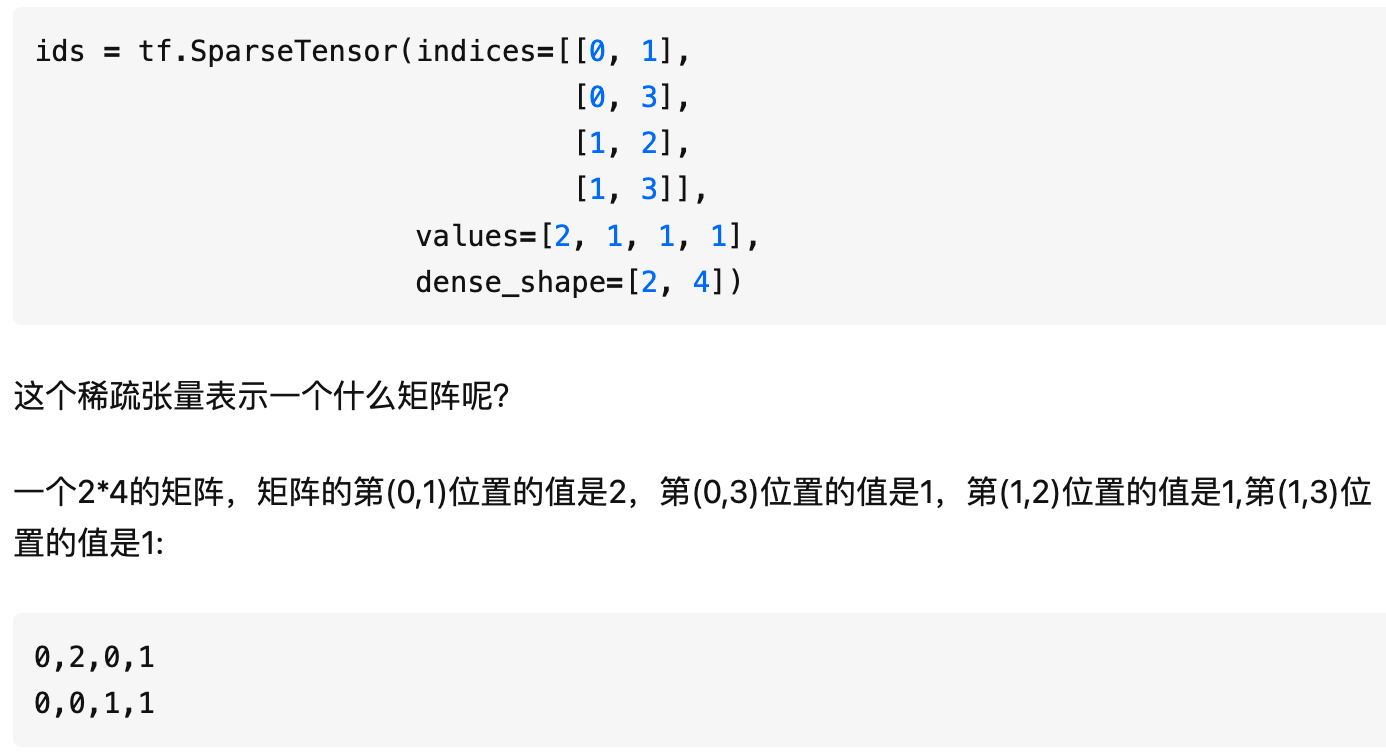 ids = tf.SparseTensor(indices=[[0, 1],
[0, 3],
[1, 2],
[1, 3]],
values=[2, 1, 1, 1],
dense_shape=[2, 4])
这个稀疏张量表示一个什么矩阵呢?
一个2*4的矩阵，矩阵的第(0,1)位置的值是2，第(0,3)位置的值是1，第(1,2)位置的值是1,第(1,3)位
置的值是1:
0,2,0,1
0,0,1,1